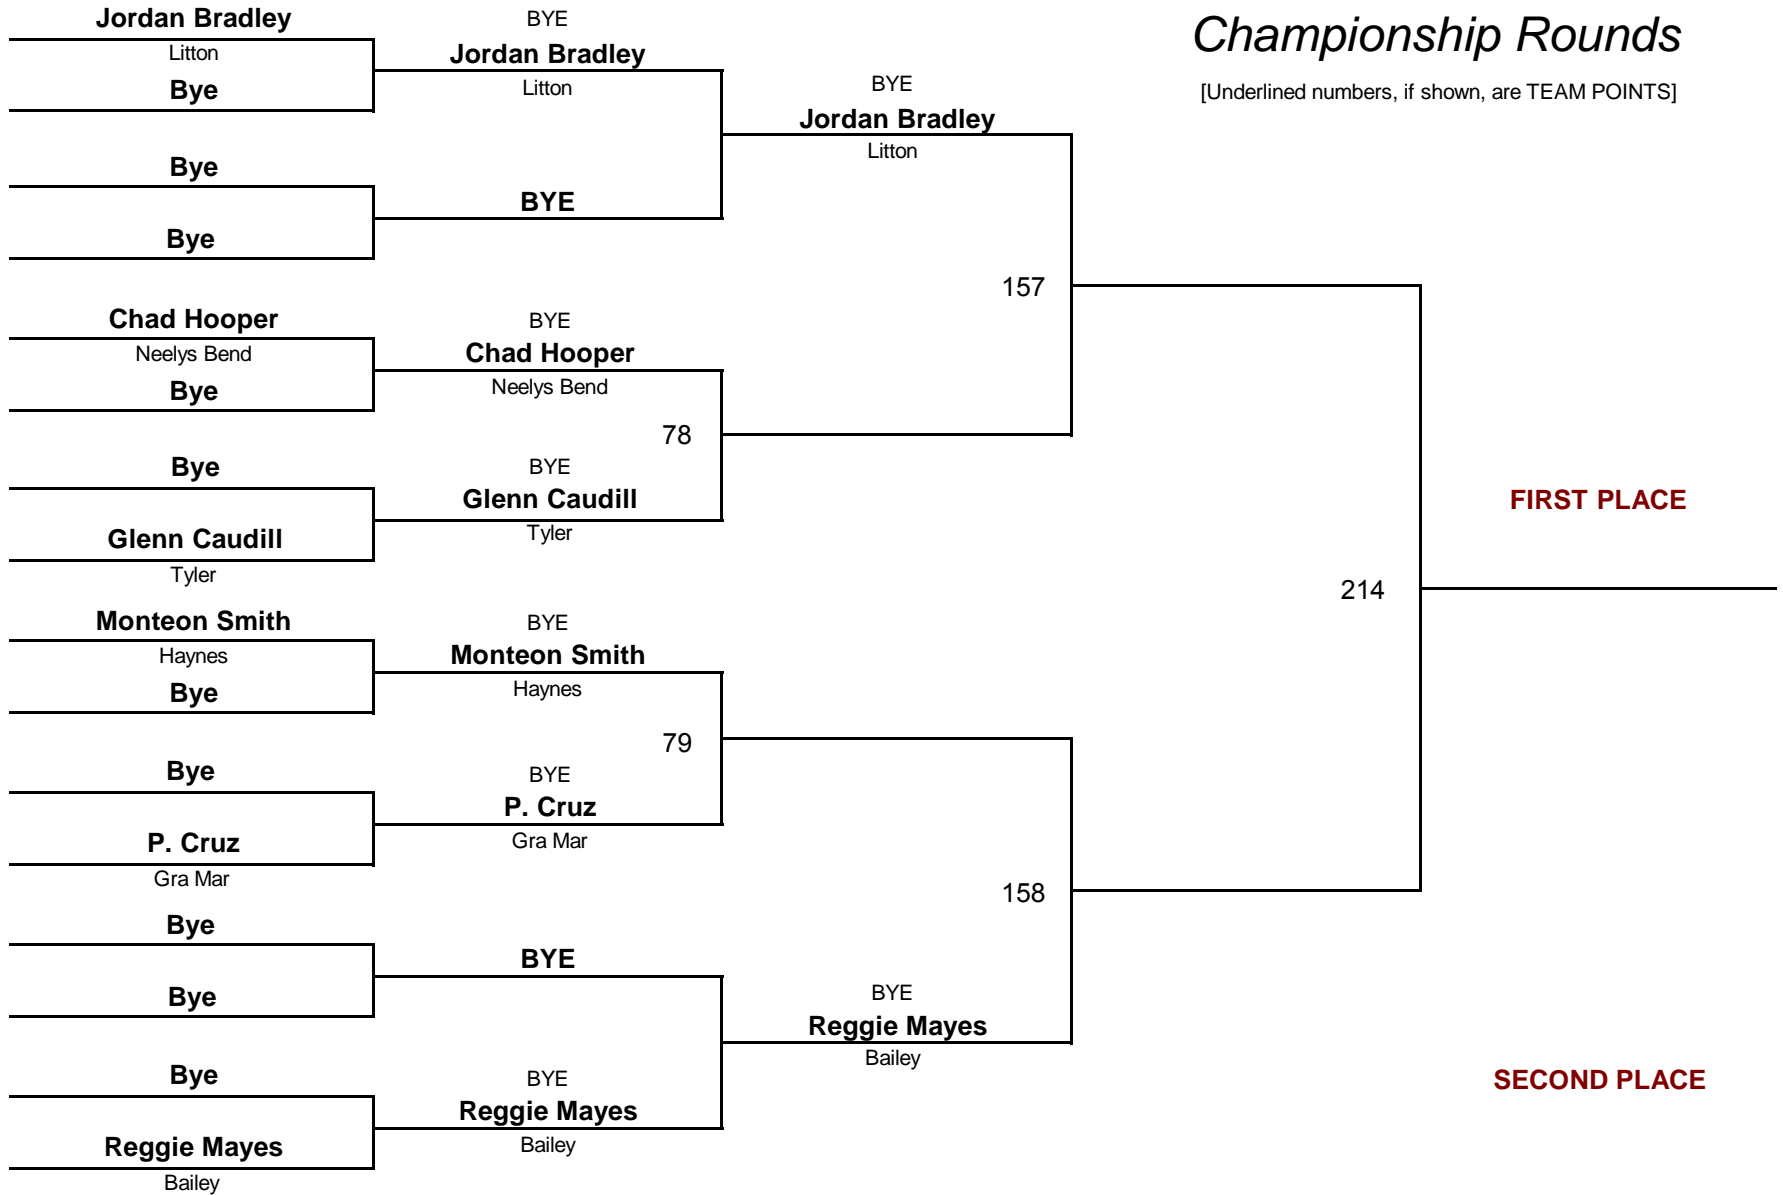 Championship Rounds
[Underlined numbers, if shown, are TEAM POINTS]
Jordan Bradley
Litton
Bye
Bye
Bye
Chad Hooper
Neelys Bend
Bye
Bye
Glenn Caudill
Tyler
Monteon Smith
Haynes
Bye
Bye
P. Cruz
Gra Mar
Bye
Bye
Bye
Reggie Mayes
Bailey
BYE
Jordan Bradley
Litton
BYE
BYE
Chad Hooper
Neelys Bend
78
BYE
Glenn Caudill
Tyler
BYE
Monteon Smith
Haynes
79
BYE
P. Cruz
Gra Mar
BYE
BYE
Reggie Mayes
Bailey
BYE
Jordan Bradley
Litton
157
158
BYE
Reggie Mayes
Bailey
214
FIRST PLACE
SECOND PLACE